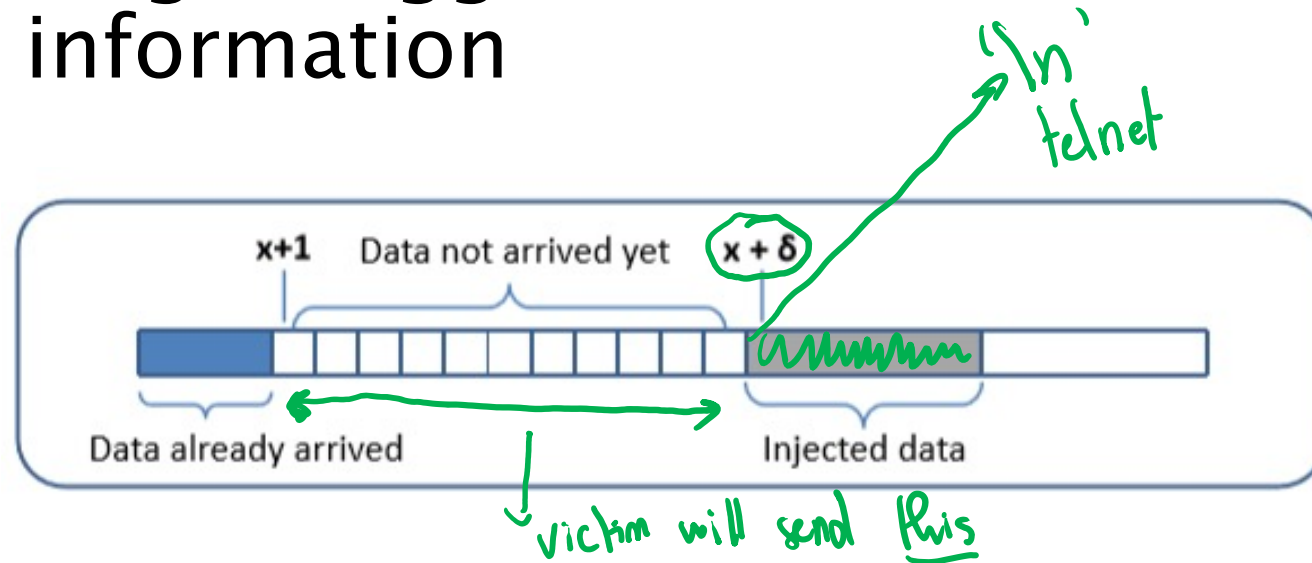 information
'\n'
telnet
x+1 Data not arrived yet x + δ
Data already arrived
Injected data
victim will send this